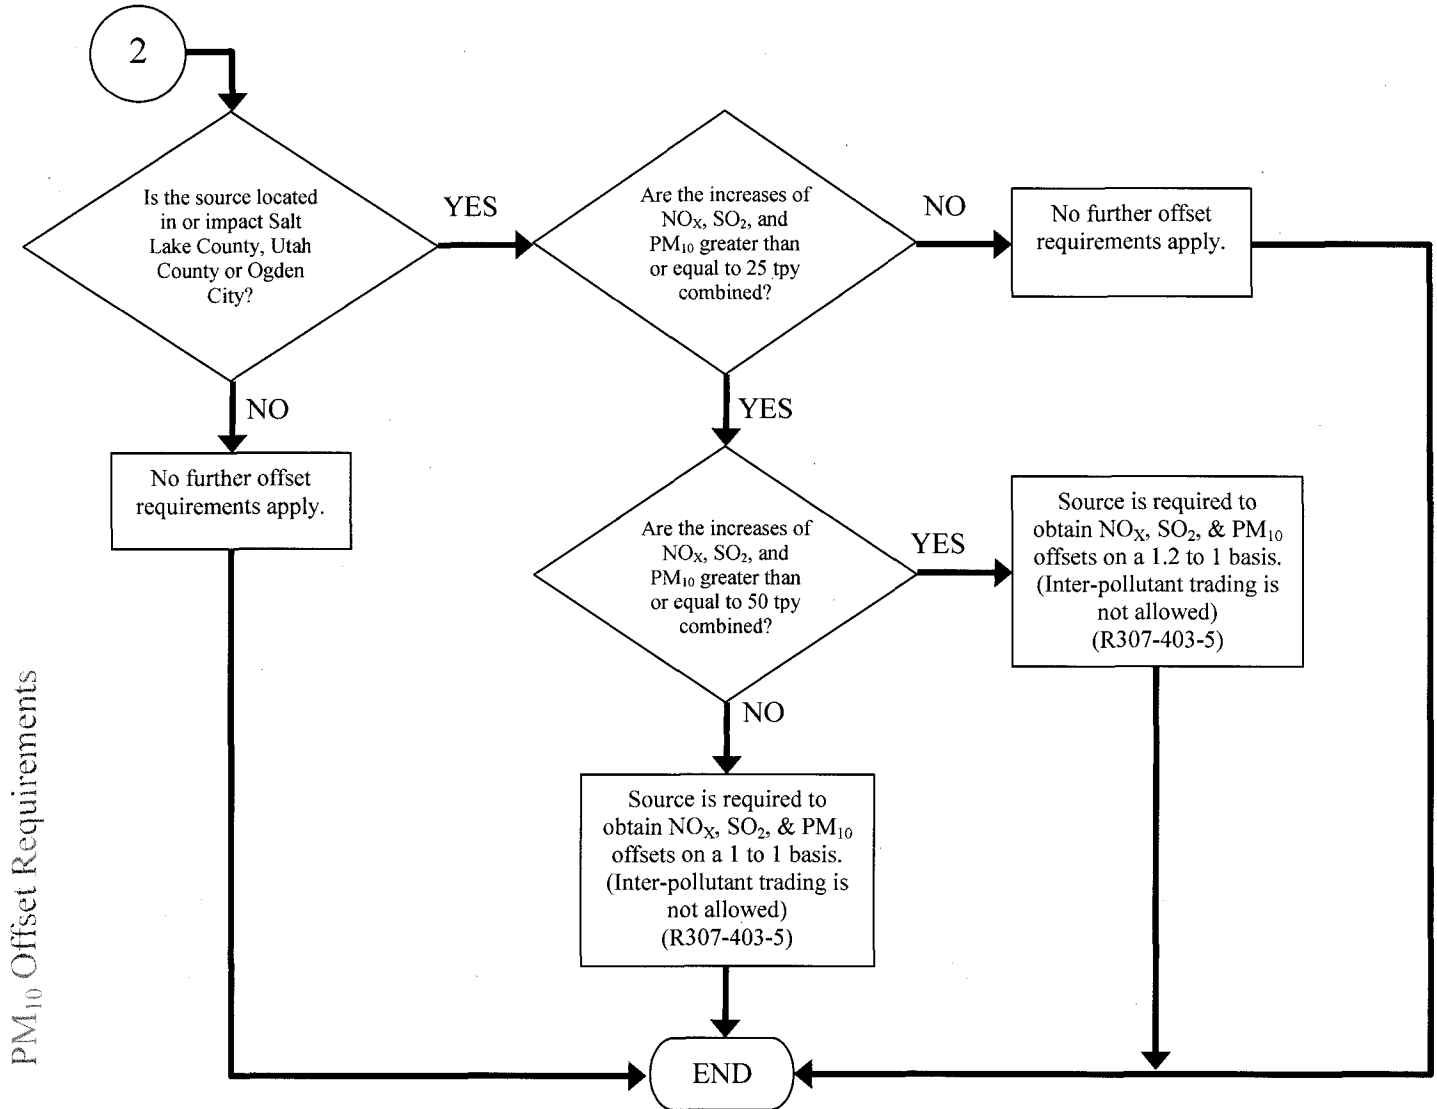 2
Is the source located
in or impact Salt
Lake County, Utah
County or Ogden
City?
YES
Are the increases of
NOX, SO2, and
PM10 greater than
or equal to 25 tpy
combined?
NO
No further offset
requirements apply.
NO
No further offset
requirements apply.
YES
Are the increases of
NOX, SO2, and
PM10 greater than
or equal to 50 tpy
combined?
YES
Source is required to
obtain NOX, SO2, & PM10
offsets on a 1.2 to 1 basis.
(Inter-pollutant trading is
not allowed)
(R307-403-5)
NO
Source is required to
obtain NOX, SO2, & PM10
offsets on a 1 to 1 basis.
(Inter-pollutant trading is
not allowed)
(R307-403-5)
END
PM10 Offset Requirements